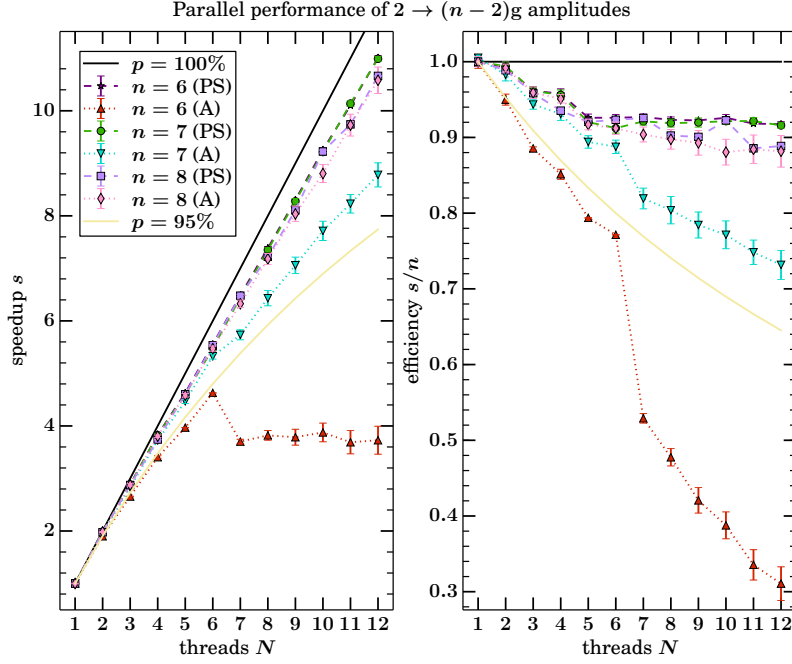 Parallel performance of 2 → (n − 2)g amplitudes
p = 100%
n = 6 (PS)
n = 6 (A)
n = 7 (PS)
n = 7 (A)
n = 8 (PS)
n = 8 (A)
p = 95%
speedup s
10
8
6
4
2
1 2 3 4 5 6 7 8 9 10 11 12
threads N
efficiency s/n
1.0
0.9
0.8
0.7
0.6
0.5
0.4
0.3
1 2 3 4 5 6 7 8 9 10 11 12
threads N